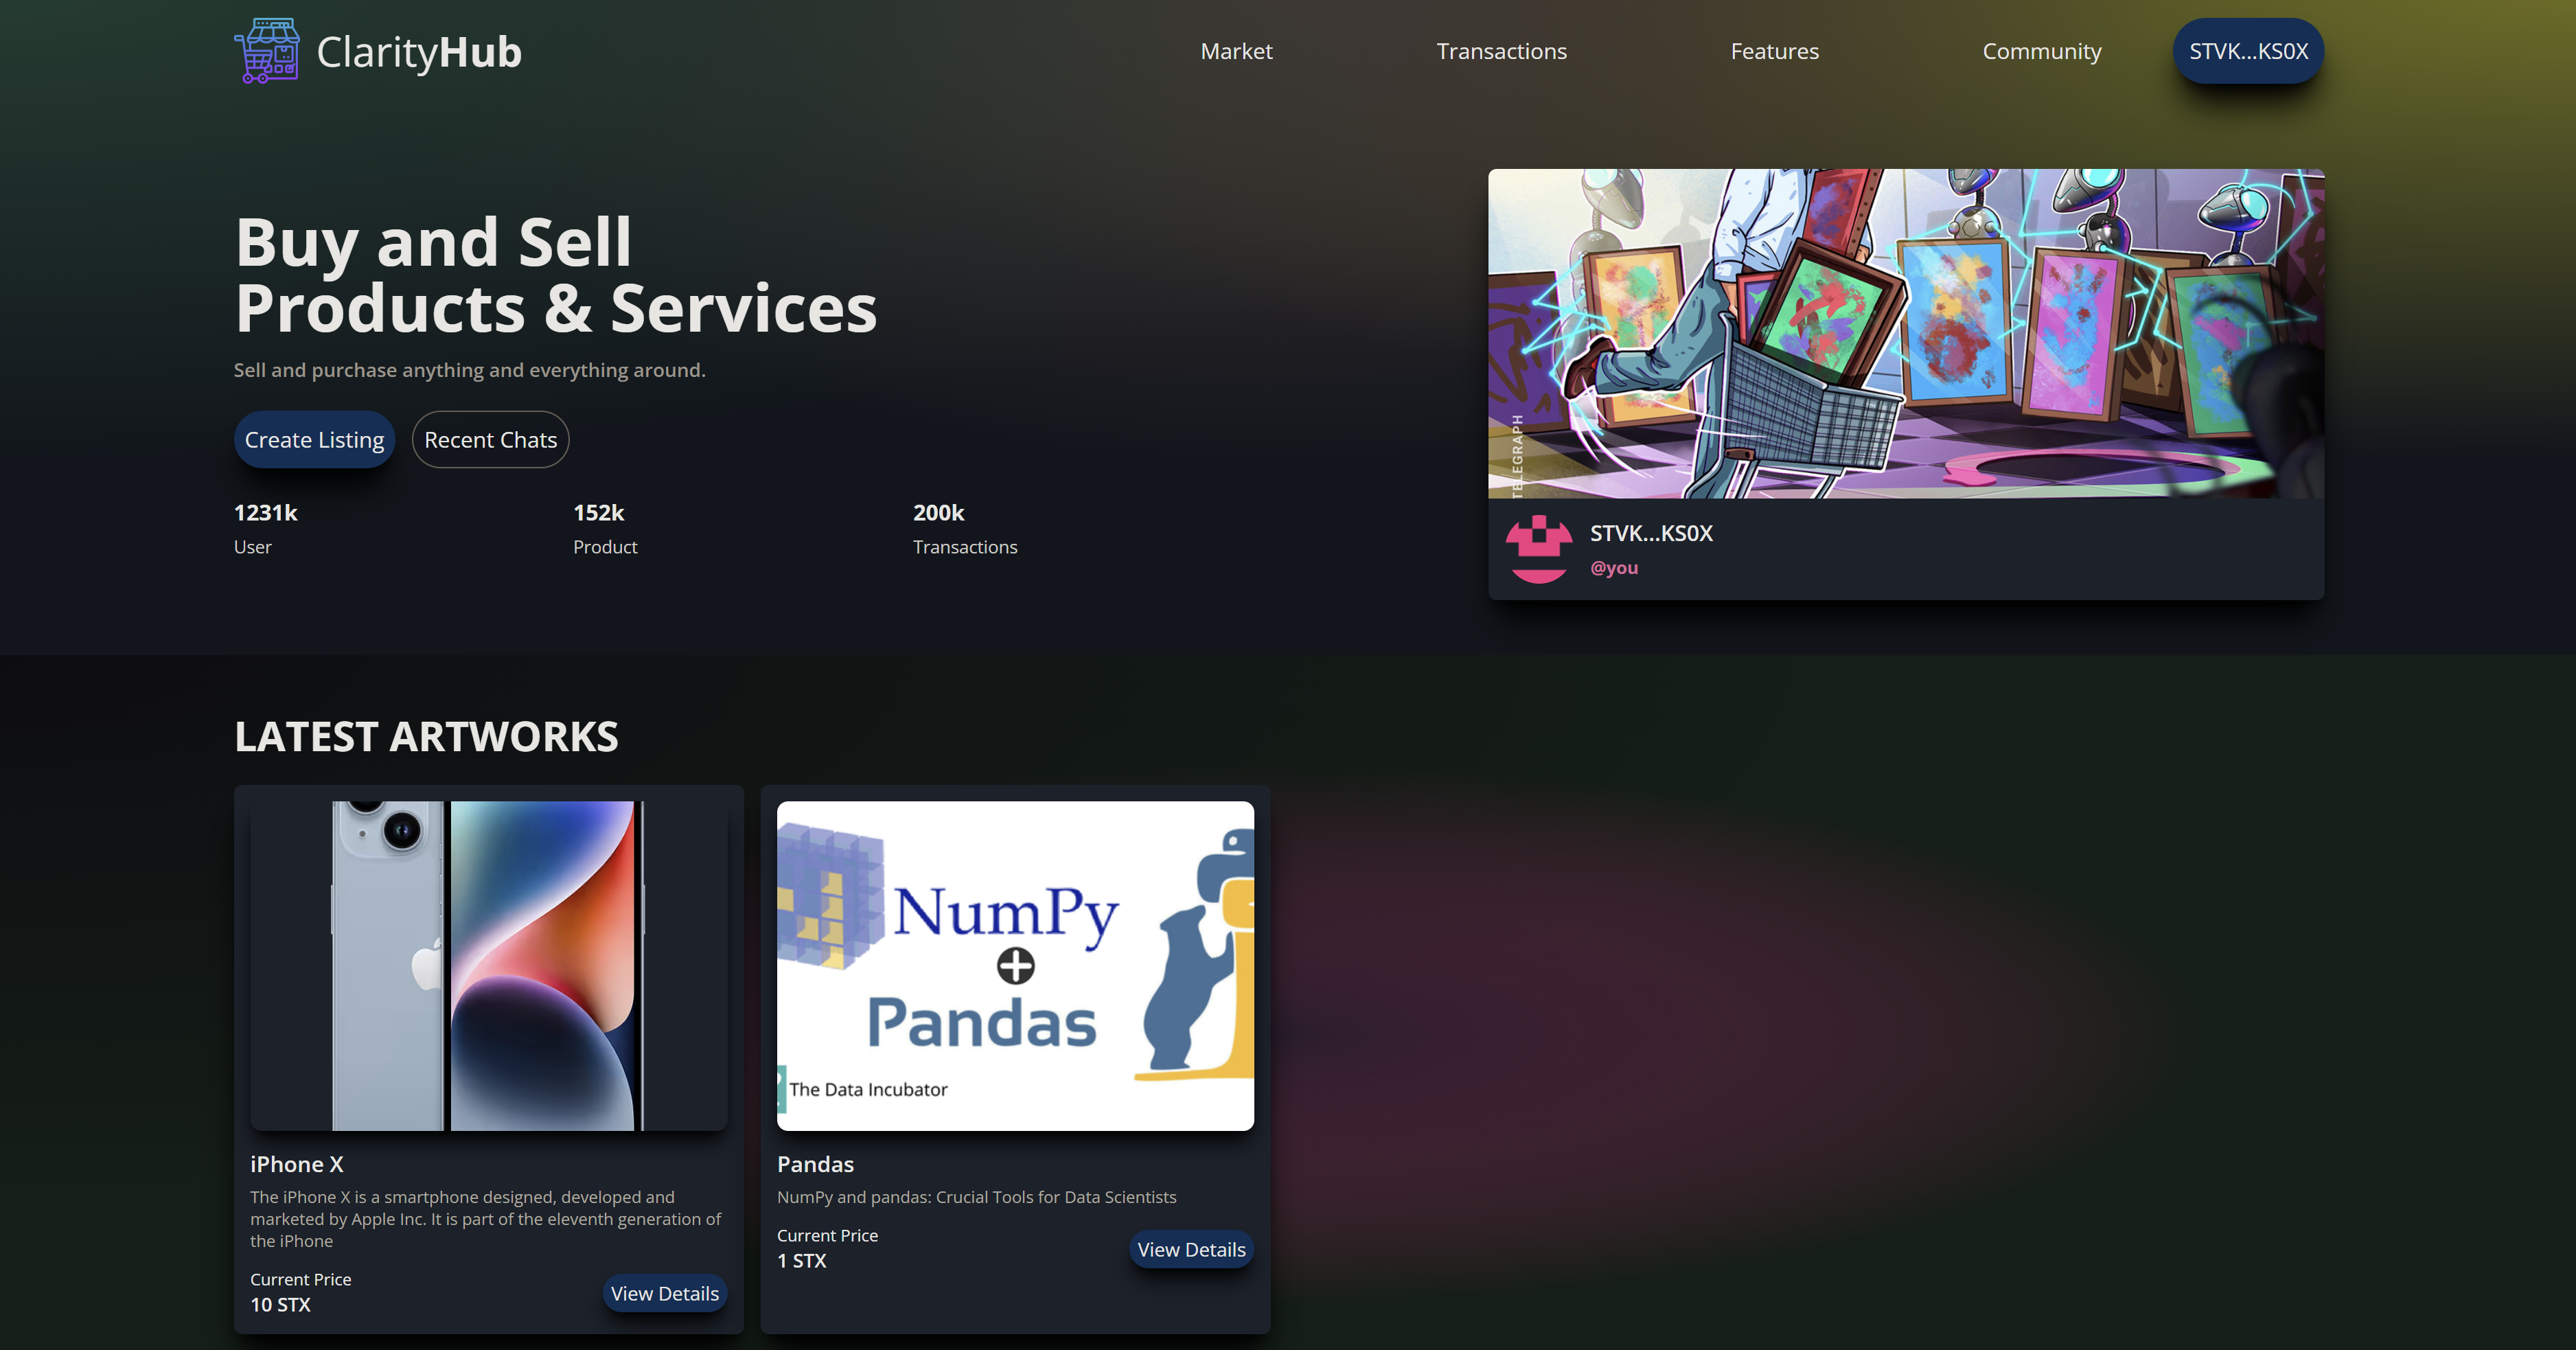 ClarityHub
Market
Transactions
Features
Community
STVK...KS0X
Buy and Sell
Products & Services
Sell and purchase anything and everything around.
Create Listing
Recent Chats
1231k
User
152k
Product
200k
Transactions
TELEGRAPH
STVK...KS0X
@you
LATEST ARTWORKS
iPhone X
The iPhone X is a smartphone designed, developed and
marketed by Apple Inc. It is part of the eleventh generation of
the iPhone
Current Price
10 STX
View Details
NumPy
Pandas
The Data Incubator
Pandas
NumPy and pandas: Crucial Tools for Data Scientists
Current Price
1 STX
View Details